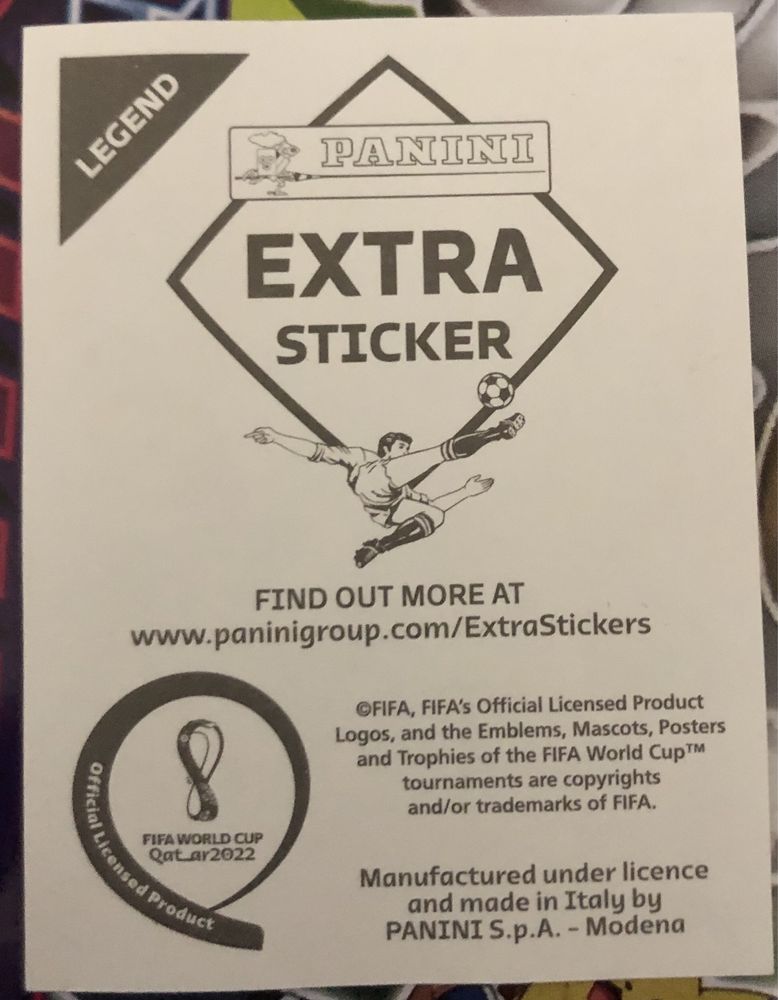 LEGEND
PANINI
EXTRA
STICKER
FIND OUT MORE AT
www.paninigroup.com/ExtraStickers
©FIFA, FIFA's Official Licensed Product
Logos, and the Emblems, Mascots, Posters
and Trophies of the FIFA World Cup™
tournaments are copyrights
and/or trademarks of FIFA.
FIFA WORLD CUP
Qatar2022
Official Licensed Product
Manufactured under licence
and made in Italy by
PANINI S.p.A. - Modena